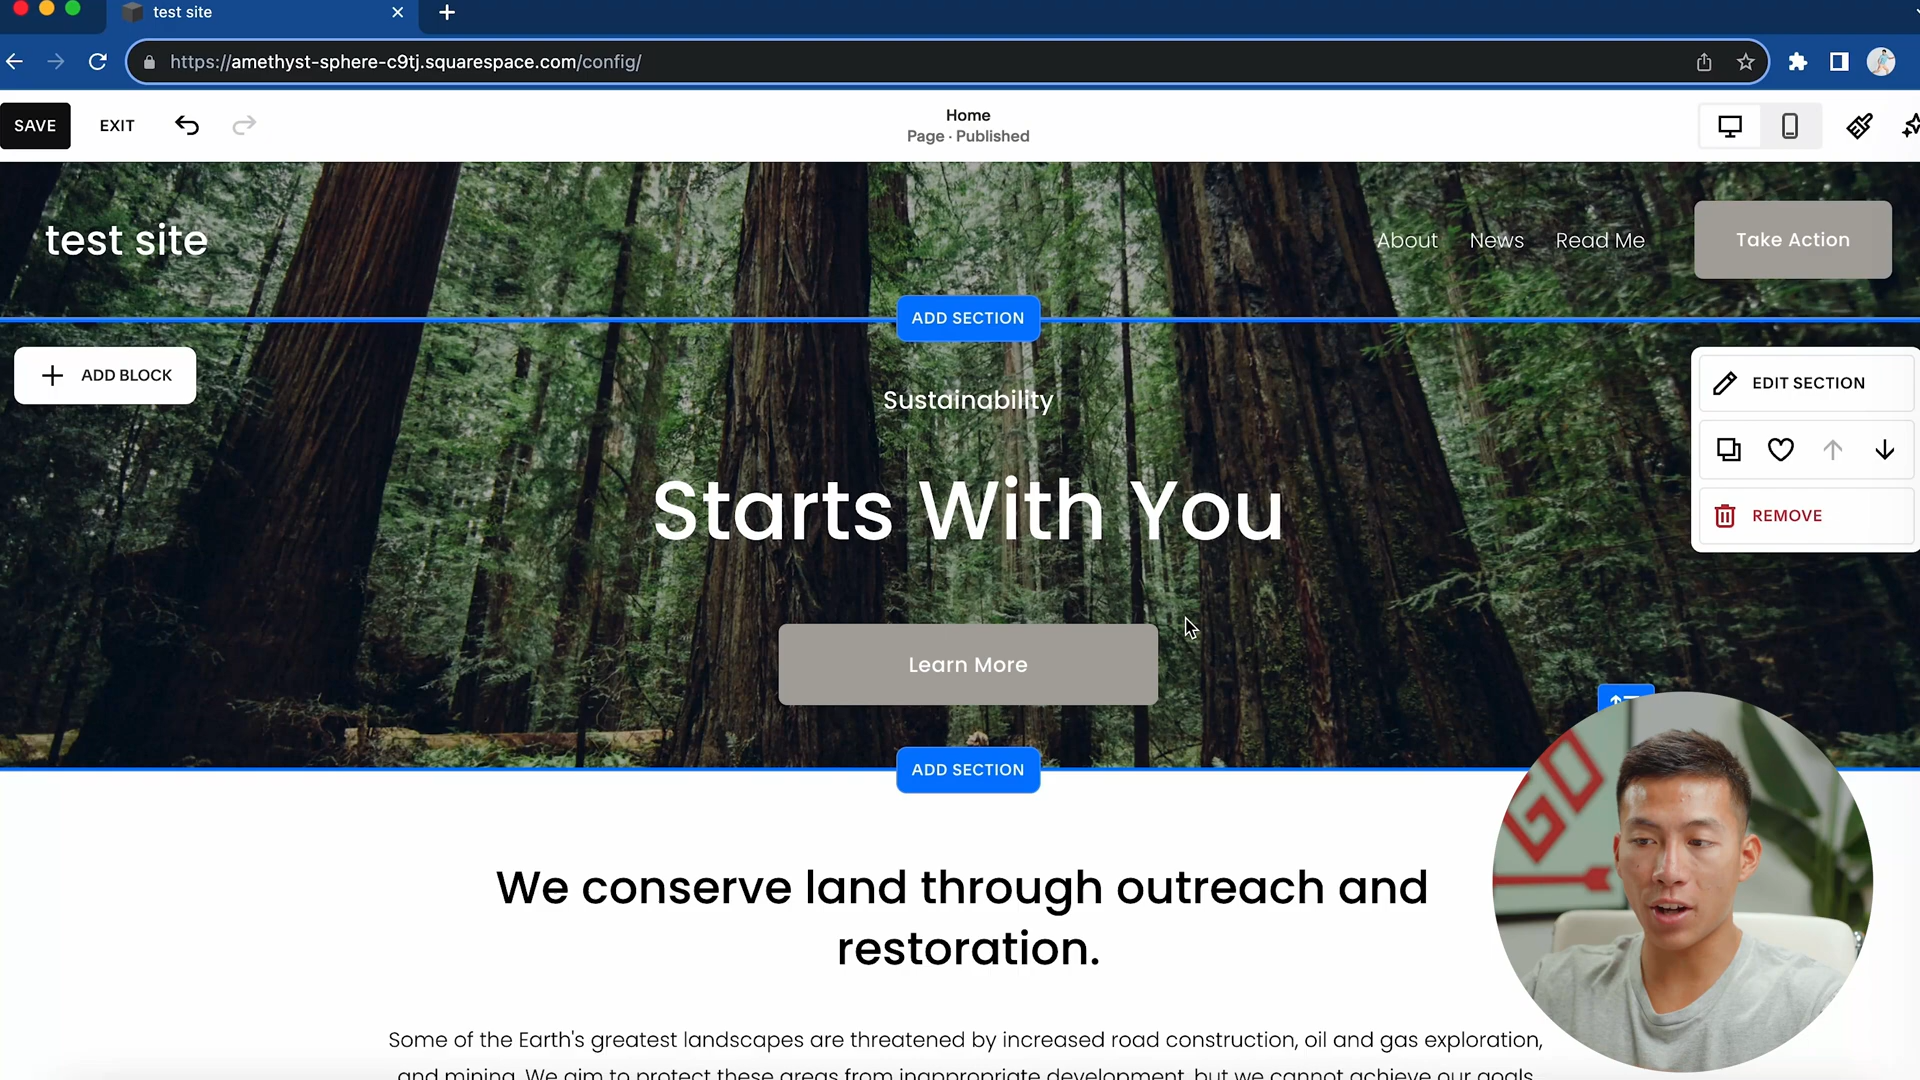 test site
https://amethyst-sphere-c9tj.squarespace.com/config/
SAVE
EXIT
Home
Page · Published
test site
About
News
Read Me
Take Action
ADD SECTION
ADD BLOCK
EDIT SECTION
Sustainability
Starts With You
REMOVE
Learn More
ADD SECTION
GO
We conserve land through outreach and
restoration.
Some of the Earth's greatest landscapes are threatened by increased road construction, oil and gas exploration,
and mining. We aim to protect these areas from inappropriate development, but we cannot achieve our goals